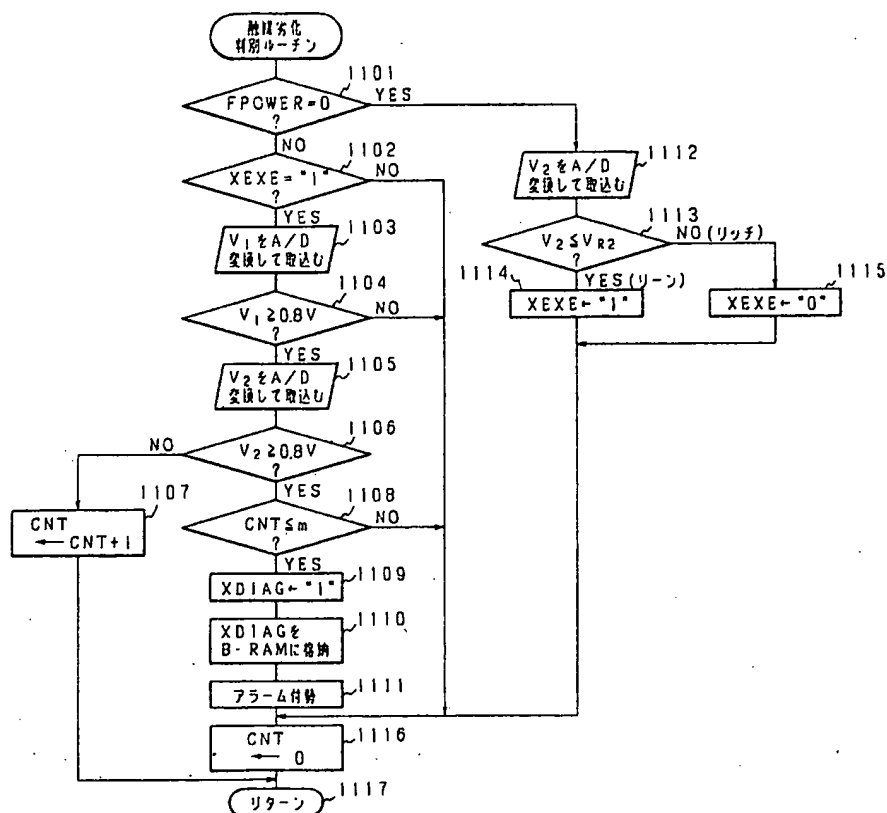 触媒劣化
判別ルーチン
1101
FPOWER=0
?
YES
NO
1102
XEXE="1"
?
NO
YES
1103
V1をA/D
変換して取込む
1104
V1≧0.8V
?
NO
YES
1105
V2をA/D
変換して取込む
1106
V2≧0.8V
?
NO
YES
1107
CNT
←CNT+1
1108
CNT≦m
?
NO
YES
1109
XDIAG←"1"
1110
XDIAGを
B-RAMに格納
1111
アラーム付勢
1112
V2をA/D
変換して取込む
1113
V2≦VR2
?
NO(リッチ)
YES(リーン)
1114
XEXE←"1"
1115
XEXE←"0"
1116
CNT
←0
1117
リターン